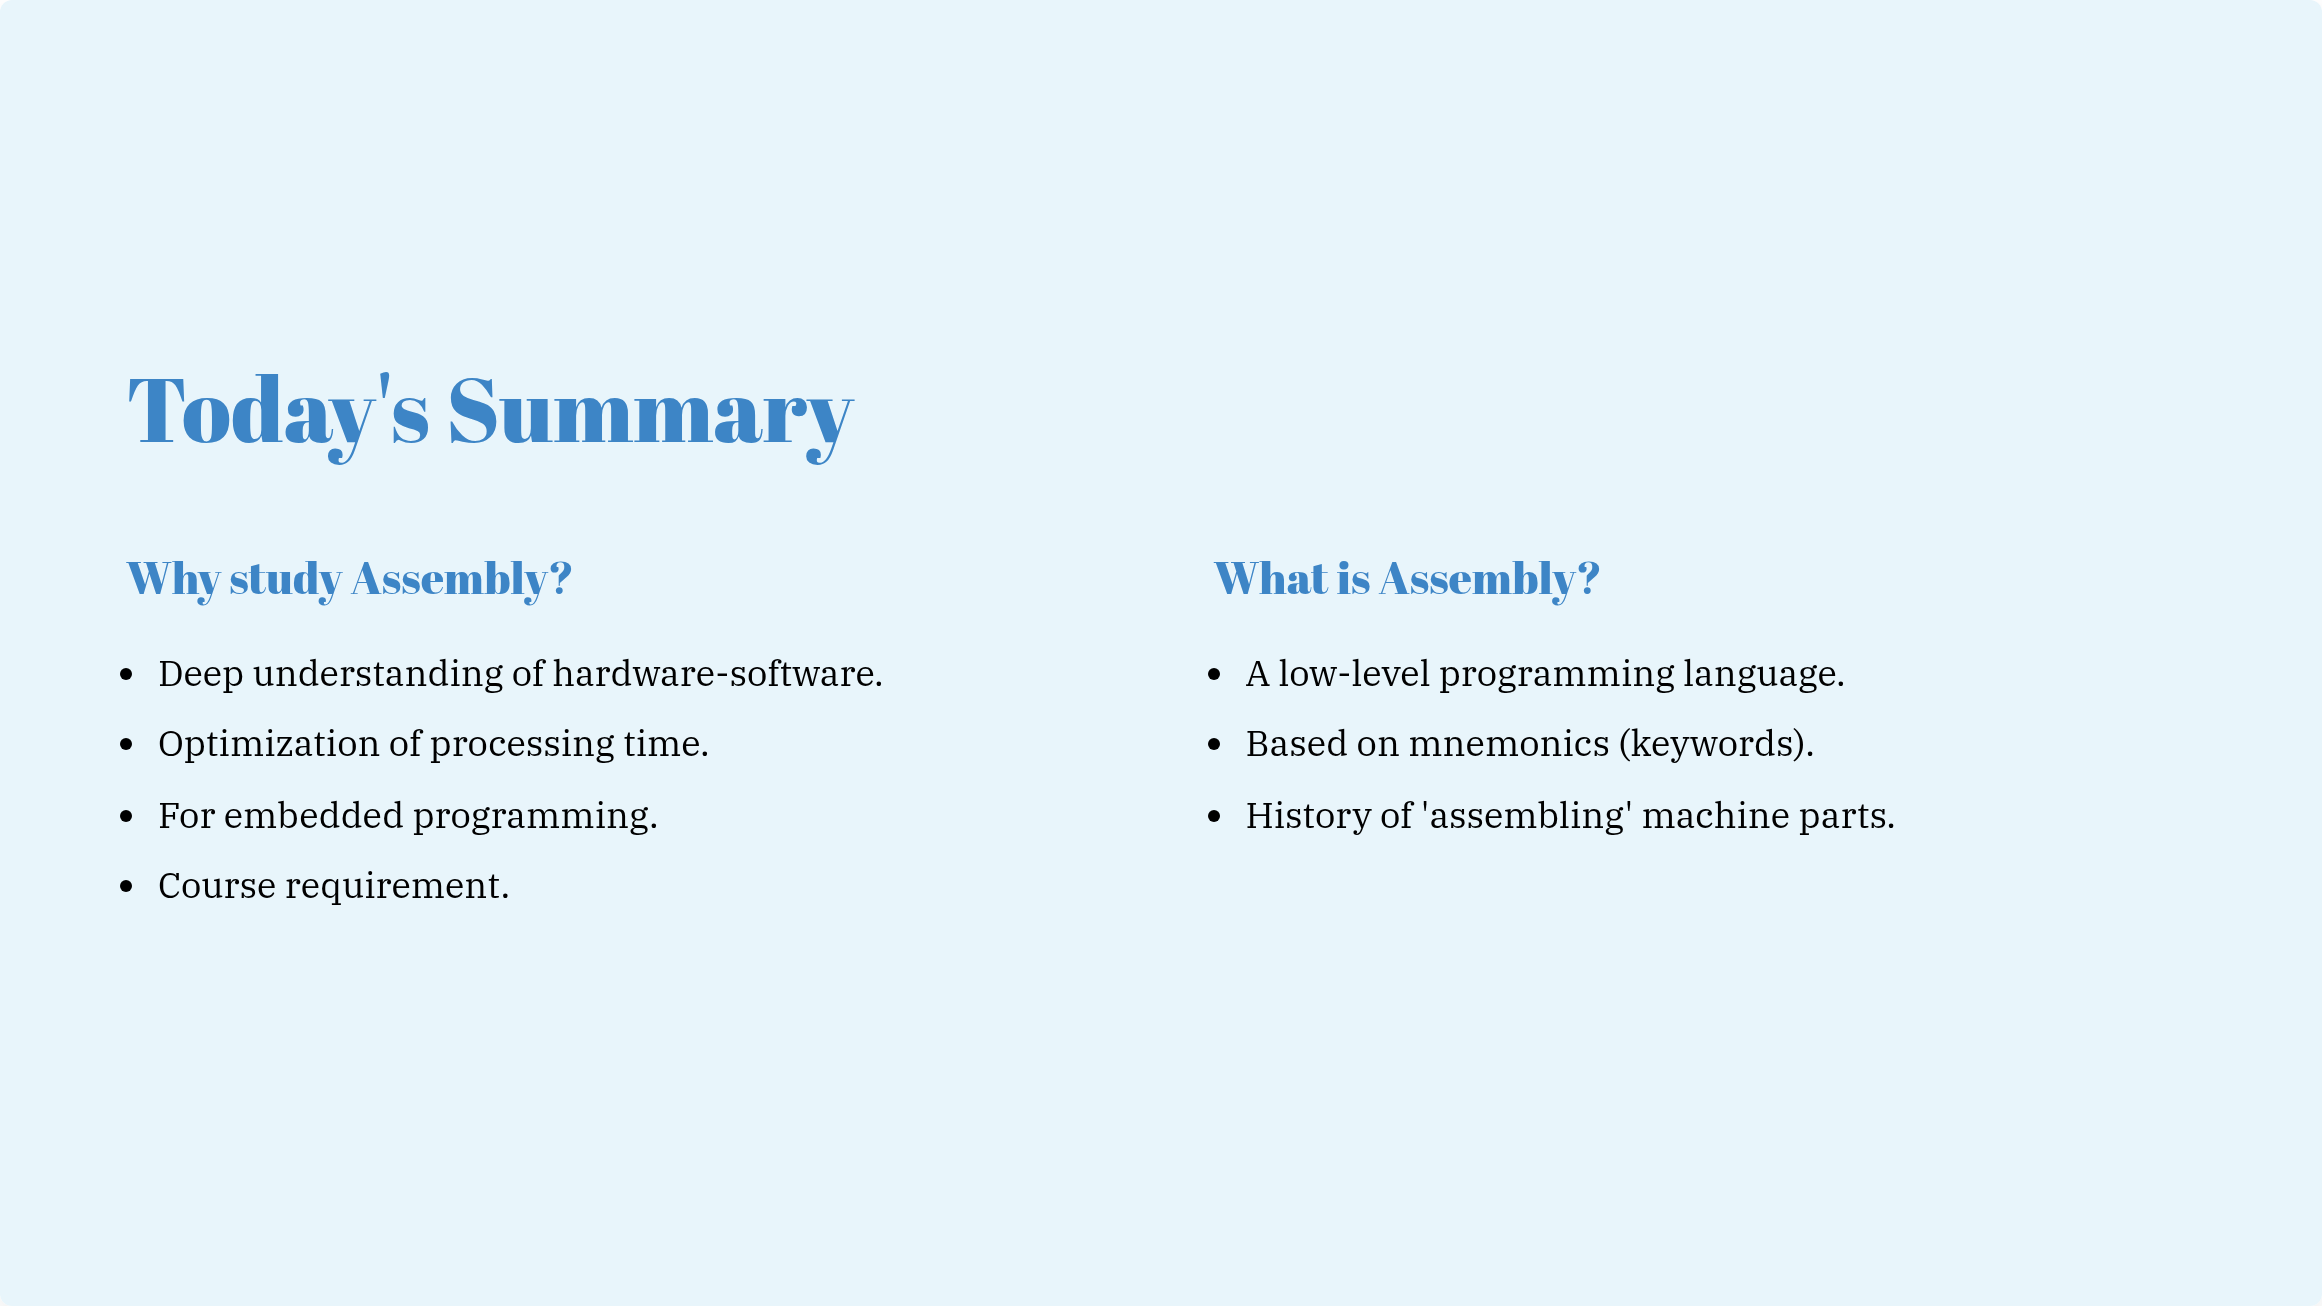 Today's Summary
Why study Assembly?
Deep understanding of hardware-software.
Optimization of processing time.
For embedded programming.
Course requirement.
What is Assembly?
A low-level programming language.
Based on mnemonics (keywords).
History of 'assembling' machine parts.